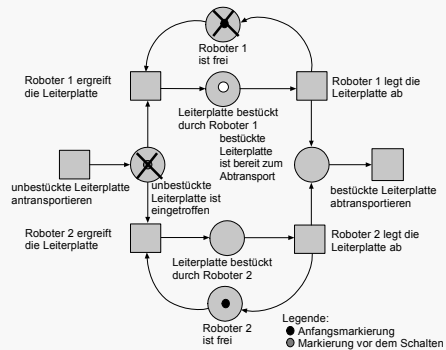 Roboter 1
ist frei
Roboter 1 ergreift
die Leiterplatte
Roboter 1 legt die
Leiterplatte ab
Leiterplatte bestückt
durch Roboter 1
bestückte
Leiterplatte
ist bereit zum
Abtransport
unbestückte Leiterplatte
antransportieren
unbestückte
Leiterplatte ist
eingetroffen
bestückte Leiterplatte
abtransportieren
Roboter 2 ergreift
die Leiterplatte
Roboter 2 legt die
Leiterplatte ab
Leiterplatte bestückt
durch Roboter 2
Roboter 2
ist frei
Legende:
Anfangsmarkierung
Markierung vor dem Schalten